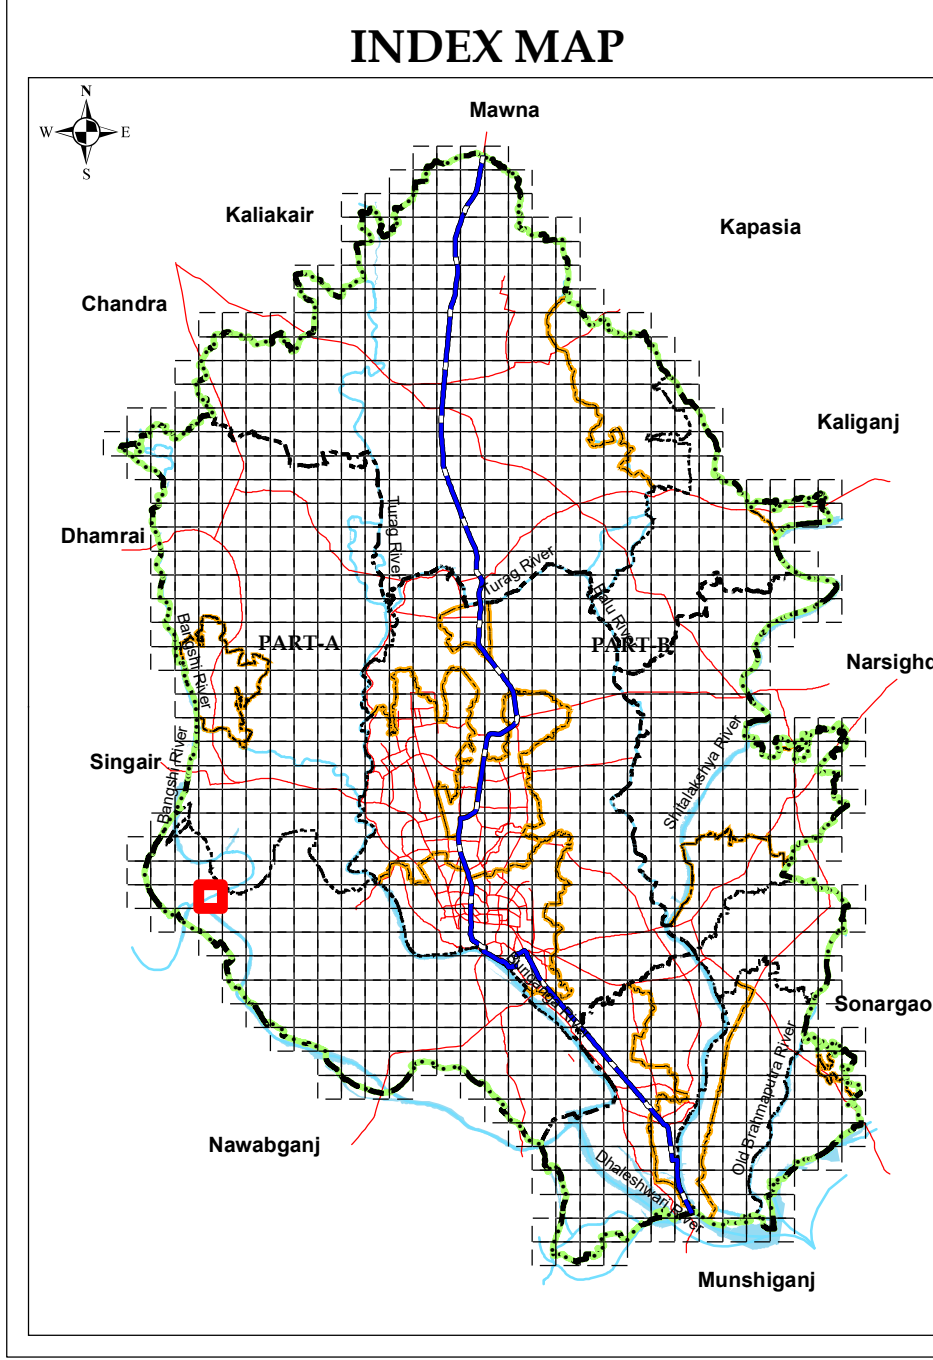 INDEX MAP
N
W E
S
Mawna
Kaliakair
Kapasia
Chandra
Kaliganj
Dhamrai
Turag River
Turag River
Balu River
Bangshi River
PART-A
PART-B
Narsighd
Singair
Bangshi River
Shitalakshya River
Buriganga River
Sonargao
Old Brahmaputra River
Nawabganj
Dhaleshwari River
Munshiganj